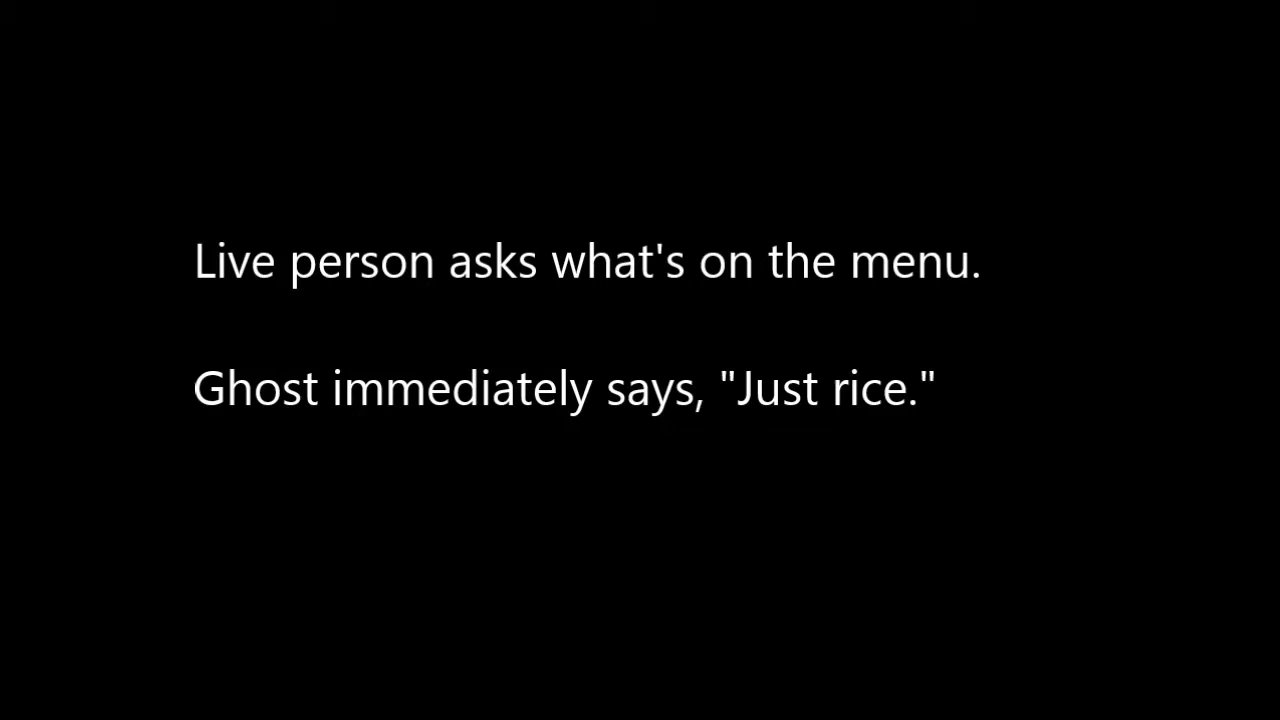 Live person asks what's on the menu.
Ghost immediately says, "Just rice."